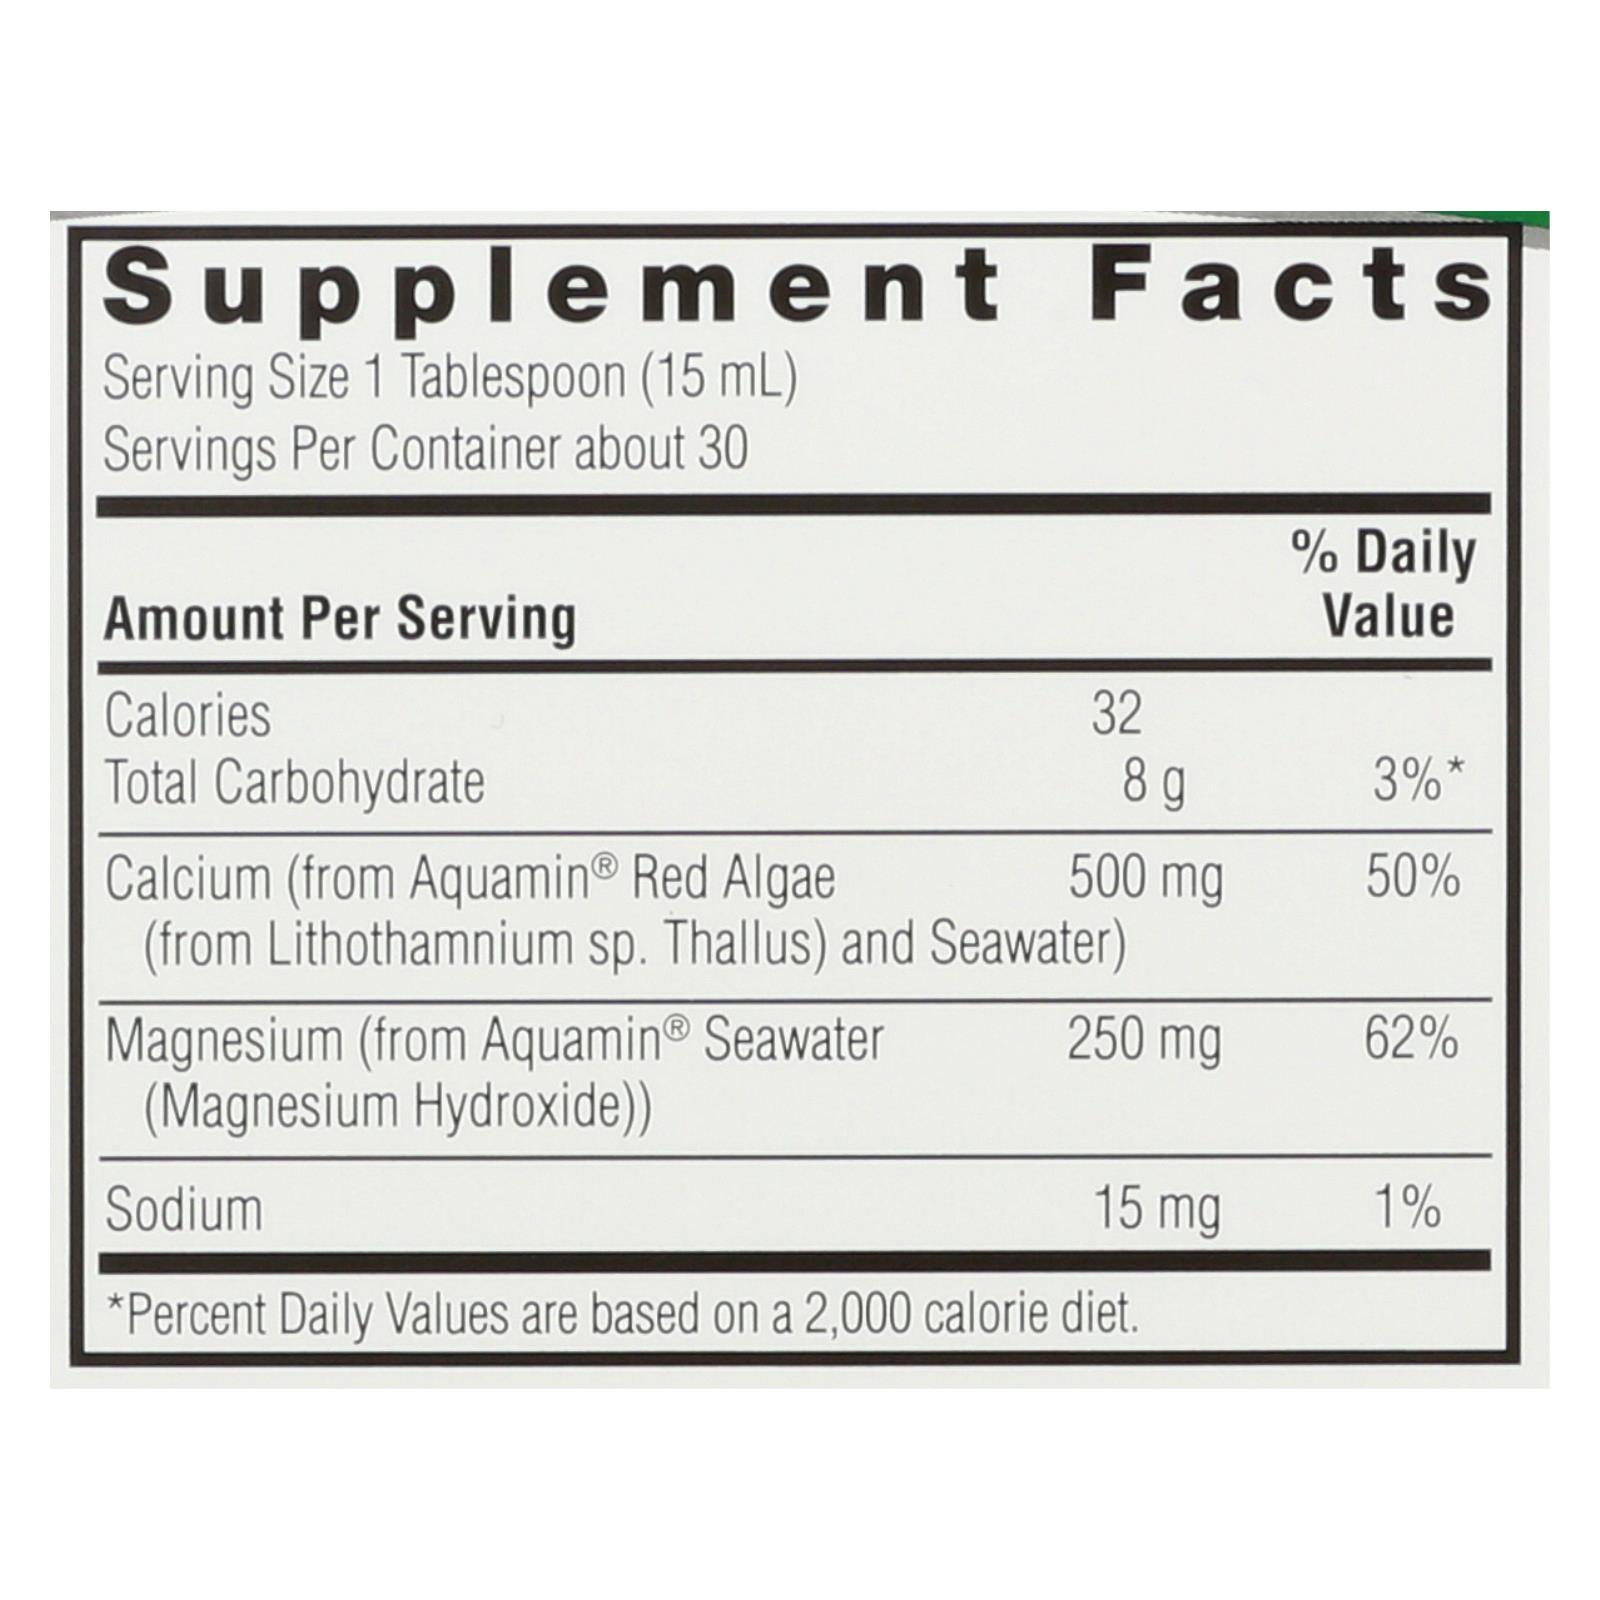 Supplement Facts
Serving Size 1 Tablespoon (15 mL)
Servings Per Container about 30
% Daily
Value
Amount Per Serving
Calories 32
Total Carbohydrate 8 g 3%*
Calcium (from Aquamin® Red Algae 500 mg 50%
(from Lithothamnium sp. Thallus) and Seawater)
Magnesium (from Aquamin® Seawater 250 mg 62%
(Magnesium Hydroxide))
Sodium 15 mg 1%
*Percent Daily Values are based on a 2,000 calorie diet.